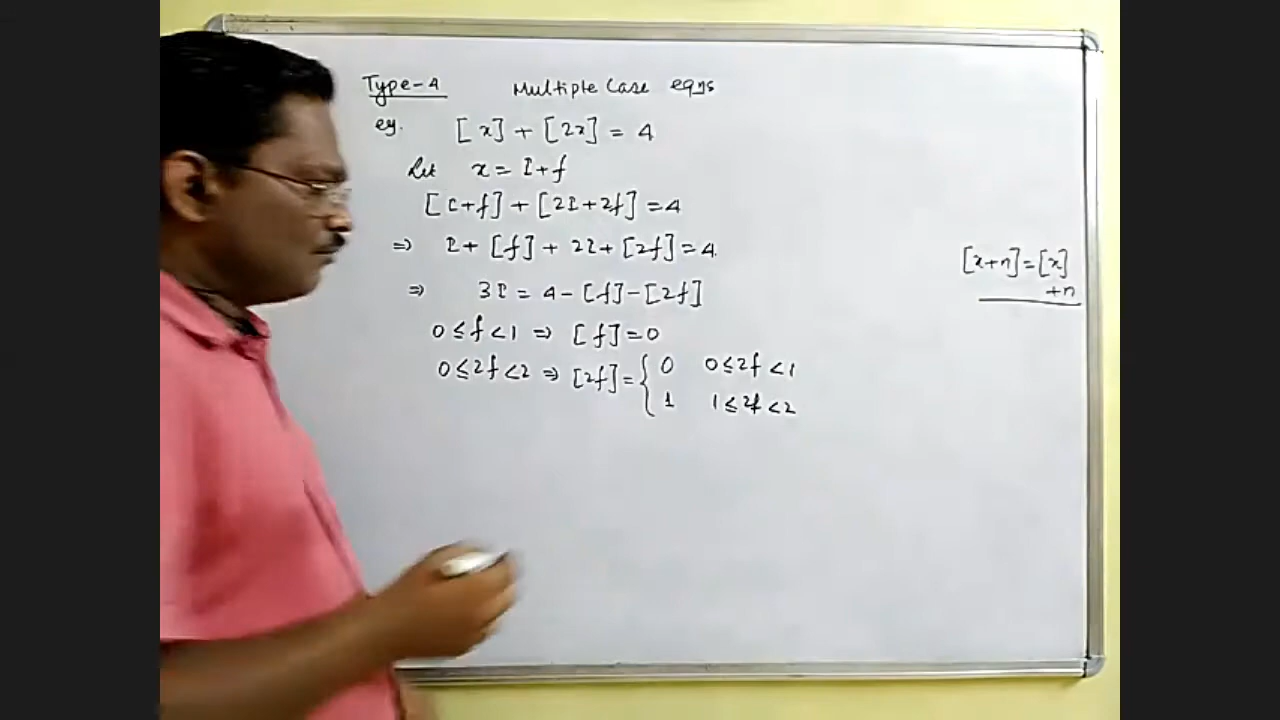 Type-4 Multiple Case eqns
eg. [x] + [2x] = 4
Let x = I+f
[I+f] + [2I+2f] = 4
⇒ I + [f] + 2I + [2f] = 4
⇒ 3I = 4 - [f] - [2f]
0 ≤ f < 1 ⇒ [f] = 0
0 ≤ 2f < 2 ⇒ [2f] = { 0 0 ≤ 2f < 1
1 1 ≤ 2f < 2
[x+n] = [x]
+n